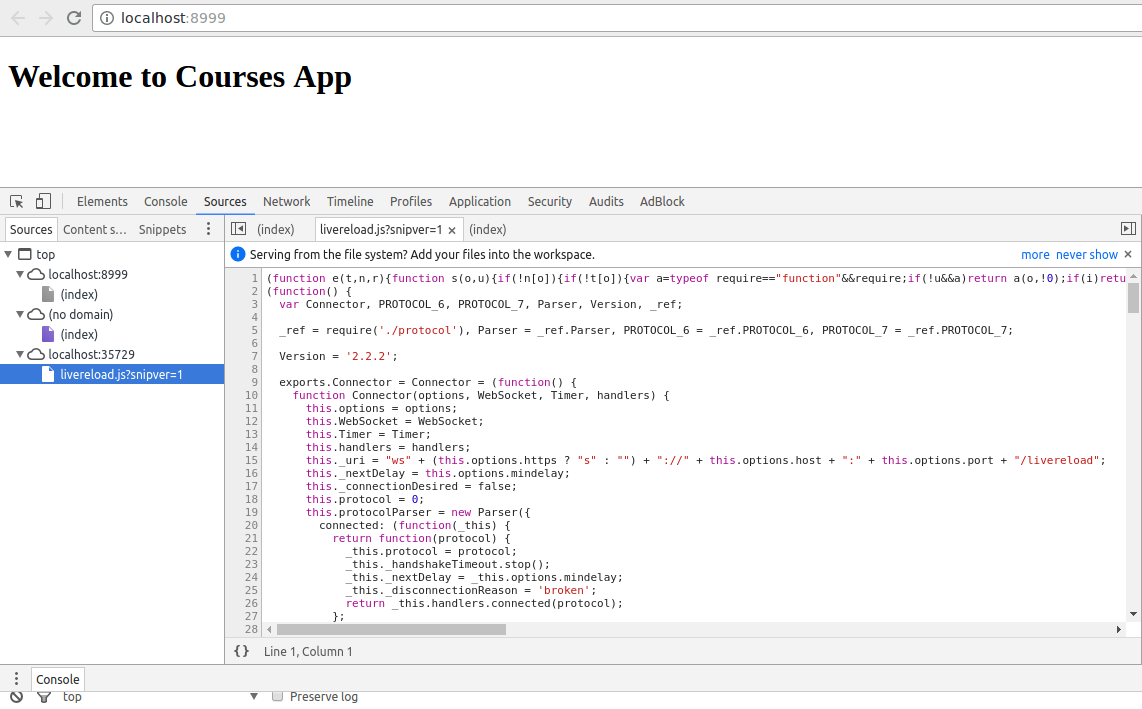 localhost:8999
Welcome to Courses App
Elements Console Sources Network Timeline Profiles Application Security Audits AdBlock
Sources Content s... Snippets (index) livereload.js?snipver=1 × (index)
top
localhost:8999
(index)
(no domain)
(index)
localhost:35729
livereload.js?snipver=1
Serving from the file system? Add your files into the workspace. more never show ×
1 (function e(t,n,r){function s(o,u){if(!n[o]){if(!t[o]){var a=typeof require=="function"&&require;if(!u&&a)return a(o,!0);if(i)retu
2 (function() {
3   var Connector, PROTOCOL_6, PROTOCOL_7, Parser, Version, _ref;
4
5   _ref = require('./protocol'), Parser = _ref.Parser, PROTOCOL_6 = _ref.PROTOCOL_6, PROTOCOL_7 = _ref.PROTOCOL_7;
6
7   Version = '2.2.2';
8
9   exports.Connector = Connector = (function() {
10     function Connector(options, WebSocket, Timer, handlers) {
11       this.options = options;
12       this.WebSocket = WebSocket;
13       this.Timer = Timer;
14       this.handlers = handlers;
15       this._uri = "ws" + (this.options.https ? "s" : "") + "://" + this.options.host + ":" + this.options.port + "/livereload";
16       this._nextDelay = this.options.mindelay;
17       this._connectionDesired = false;
18       this.protocol = 0;
19       this.protocolParser = new Parser({
20         connected: (function(_this) {
21           return function(protocol) {
22             _this.protocol = protocol;
23             _this._handshakeTimeout.stop();
24             _this._nextDelay = _this.options.mindelay;
25             _this._disconnectionReason = 'broken';
26             return _this.handlers.connected(protocol);
27           };
28
{} Line 1, Column 1
Console
top Preserve log